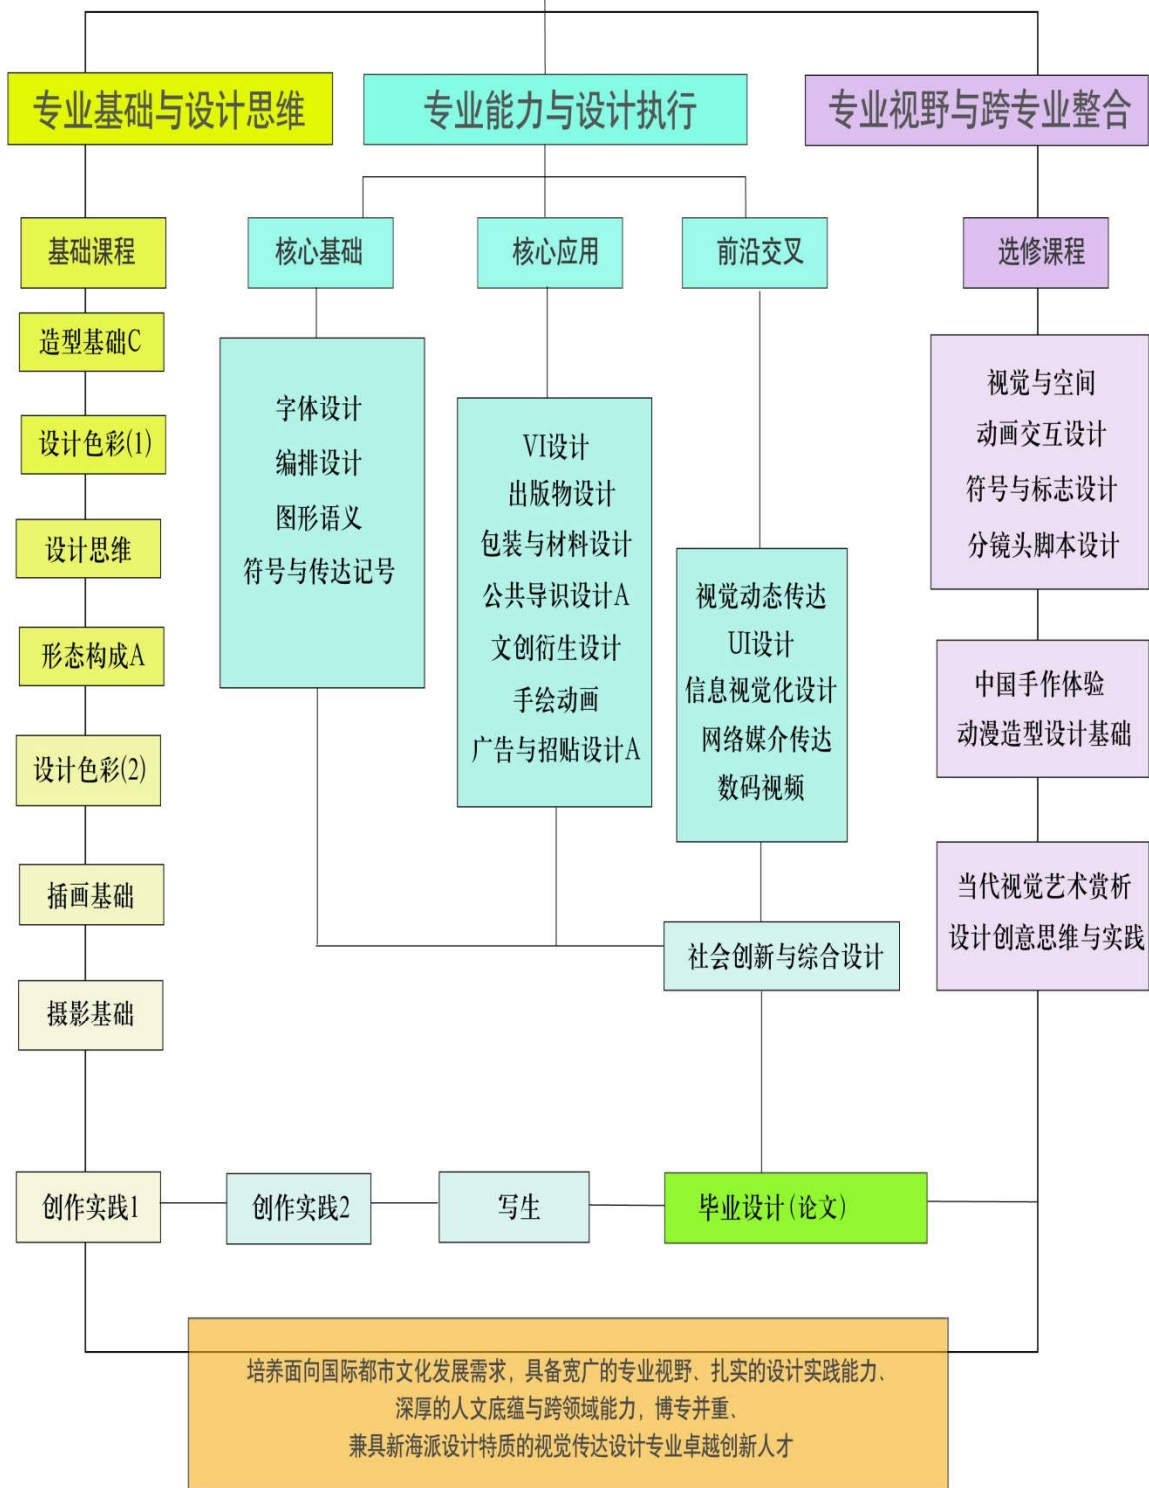 专业基础与设计思维
专业能力与设计执行
专业视野与跨专业整合
基础课程
核心基础
核心应用
前沿交叉
选修课程
造型基础C
设计色彩(1)
设计思维
形态构成A
设计色彩(2)
插画基础
摄影基础
字体设计
编排设计
图形语义
符号与传达记号
VI设计
出版物设计
包装与材料设计
公共导识设计A
文创衍生设计
手绘动画
广告与招贴设计A
视觉动态传达
UI设计
信息视觉化设计
网络媒介传达
数码视频
社会创新与综合设计
视觉与空间
动画交互设计
符号与标志设计
分镜头脚本设计
中国手作体验
动漫造型设计基础
当代视觉艺术赏析
设计创意思维与实践
创作实践1
创作实践2
写生
毕业设计(论文)
培养面向国际都市文化发展需求，具备宽广的专业视野、扎实的设计实践能力、
深厚的人文底蕴与跨领域能力，博专并重、
兼具新海派设计特质的视觉传达设计专业卓越创新人才